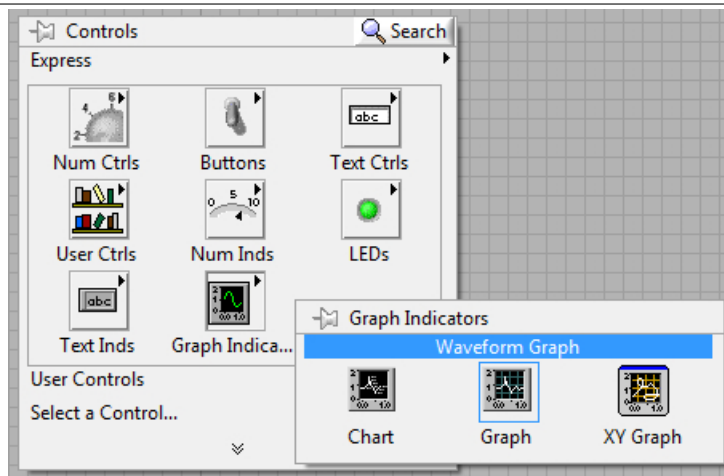 Controls Search
Express
Num Ctrls Buttons Text Ctrls
User Ctrls Num Inds LEDs
Text Inds Graph Indica...
User Controls
Select a Control...
Graph Indicators
Waveform Graph
Chart Graph XY Graph